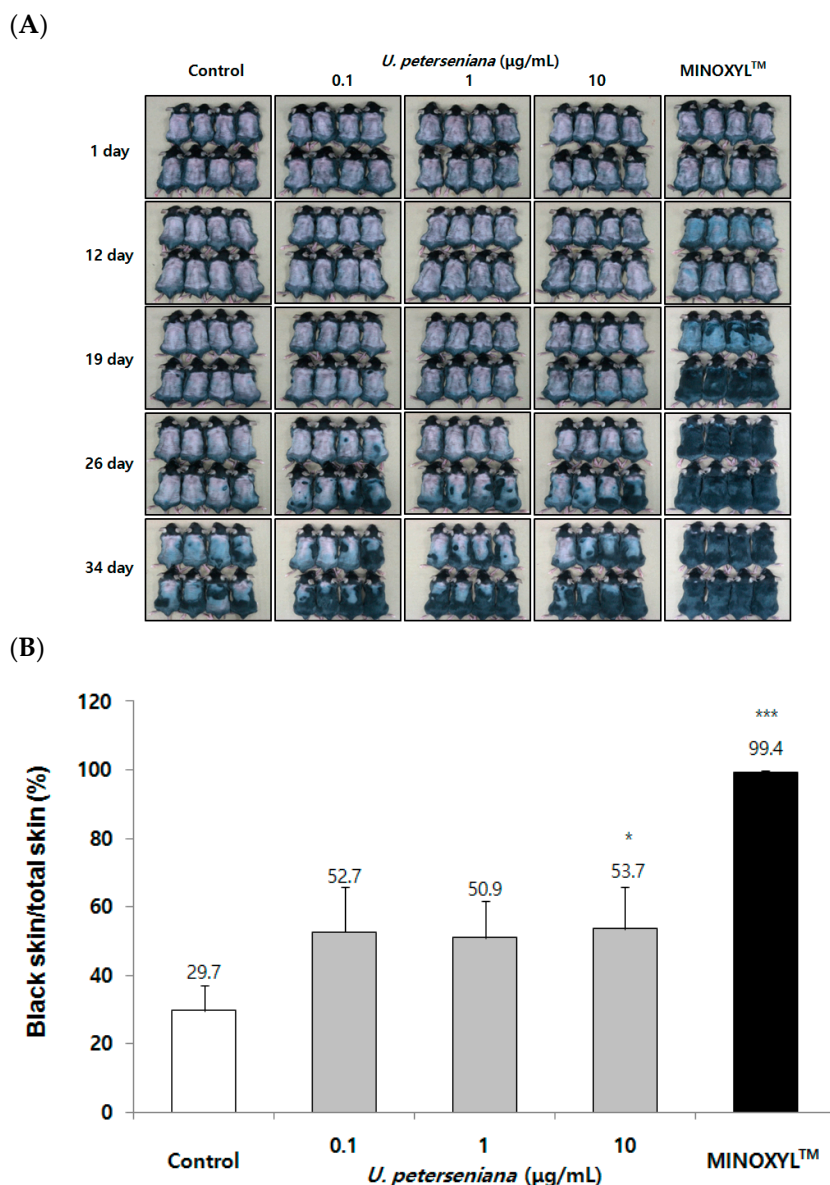 (A)
Control
U. peterseniana (μg/mL)
0.1 1 10
MINOXYL™
1 day
12 day
19 day
26 day
34 day
(B)
Black skin/total skin (%)
120
100
80
60
40
20
0
29.7
52.7
50.9
*
53.7
***
99.4
Control
0.1 1 10
U. peterseniana (μg/mL)
MINOXYL™